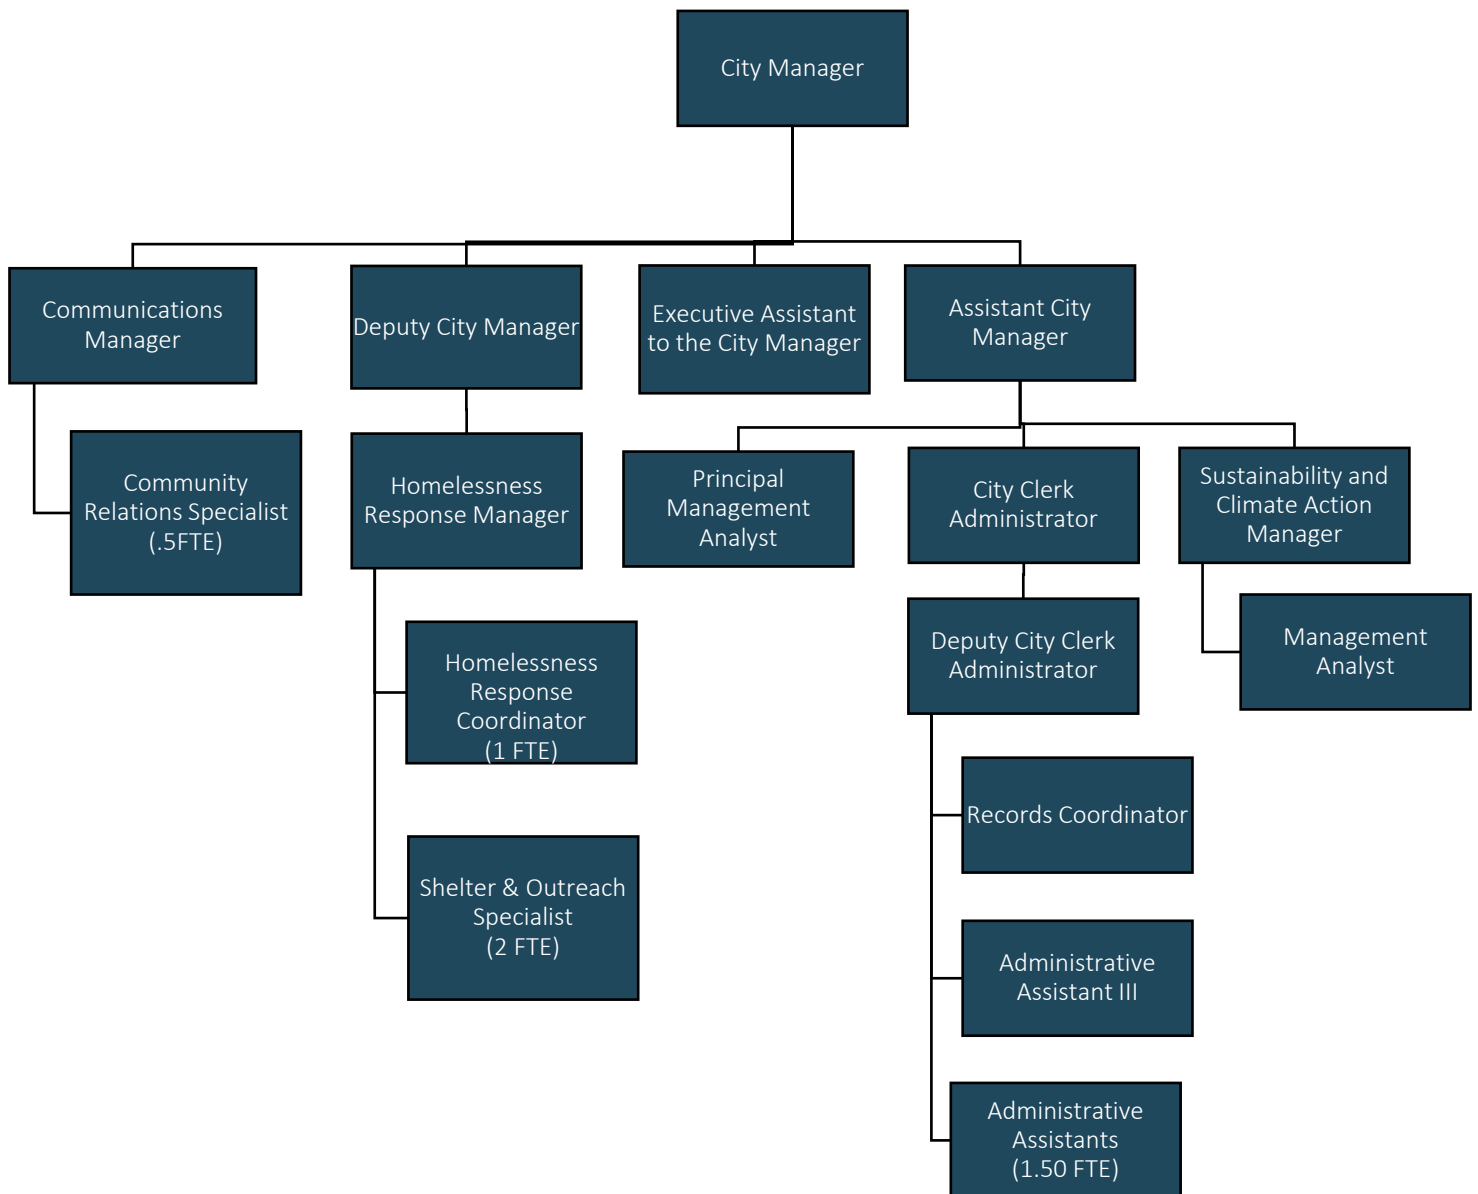 City Manager
Communications
Manager
Deputy City Manager
Executive Assistant
to the City Manager
Assistant City
Manager
Community
Relations Specialist
(.5FTE)
Homelessness
Response Manager
Principal
Management
Analyst
City Clerk
Administrator
Sustainability and
Climate Action
Manager
Homelessness
Response
Coordinator
(1 FTE)
Deputy City Clerk
Administrator
Management
Analyst
Records Coordinator
Shelter & Outreach
Specialist
(2 FTE)
Administrative
Assistant III
Administrative
Assistants
(1.50 FTE)